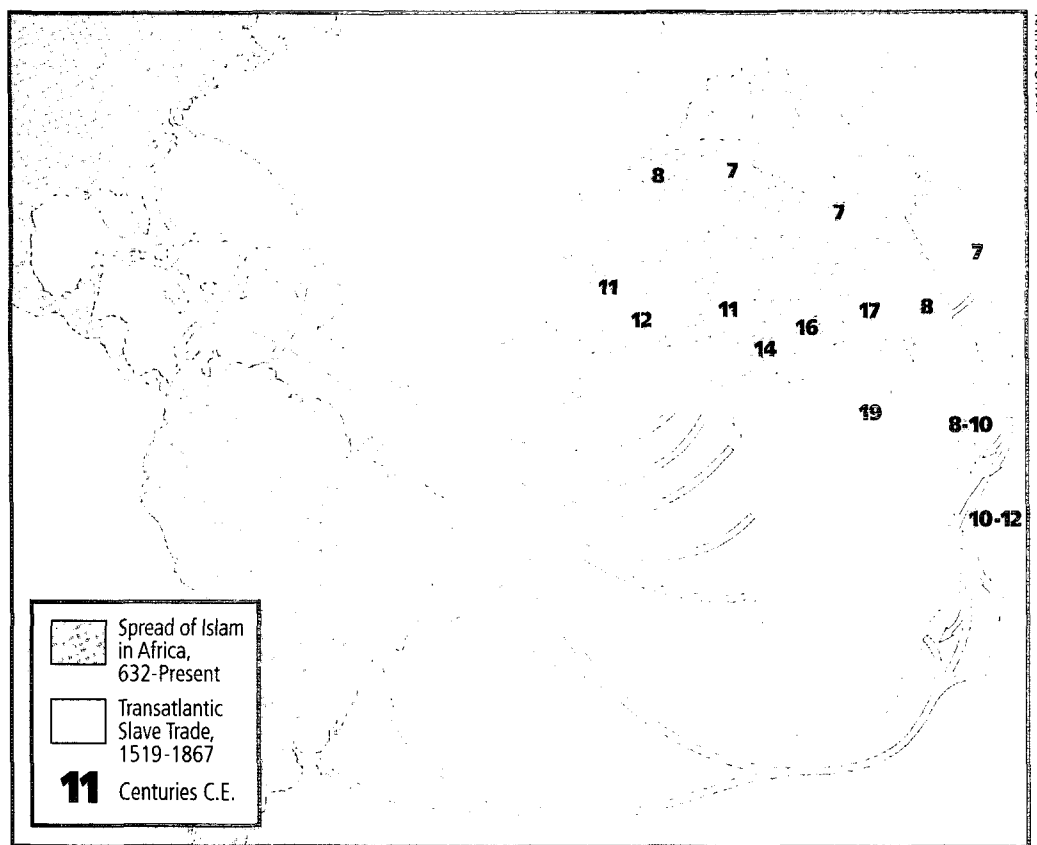 8
7
7
7
11
12
11
16
17
8
14
19
8-10
10-12
Spread of Islam
in Africa,
632-Present
Transatlantic
Slave Trade,
1519-1867
11 Centuries C.E.